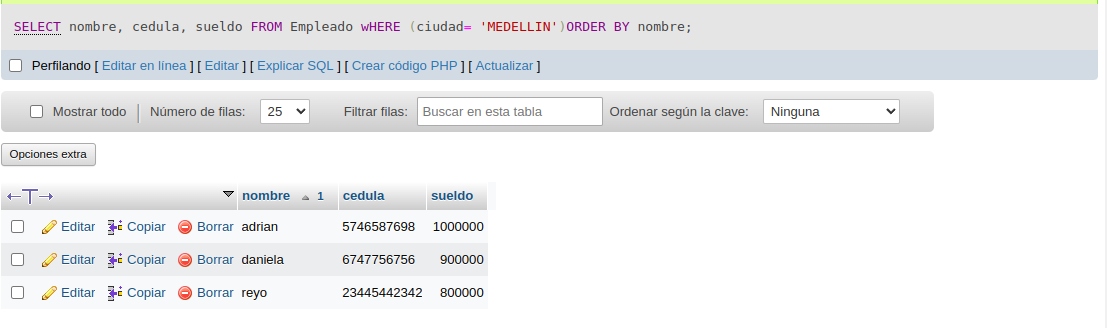 SELECT nombre, cedula, sueldo FROM Empleado wHERE (ciudad= 'MEDELLIN')ORDER BY nombre;
Perfilando [ Editar en línea ] [ Editar ] [ Explicar SQL ] [ Crear código PHP ] [ Actualizar ]
Mostrar todo | Número de filas: 25 Filtrar filas: Buscar en esta tabla Ordenar según la clave: Ninguna
Opciones extra
←T→ nombre 1 cedula sueldo
Editar Copiar Borrar adrian 5746587698 1000000
Editar Copiar Borrar daniela 6747756756 900000
Editar Copiar Borrar reyo 23445442342 800000